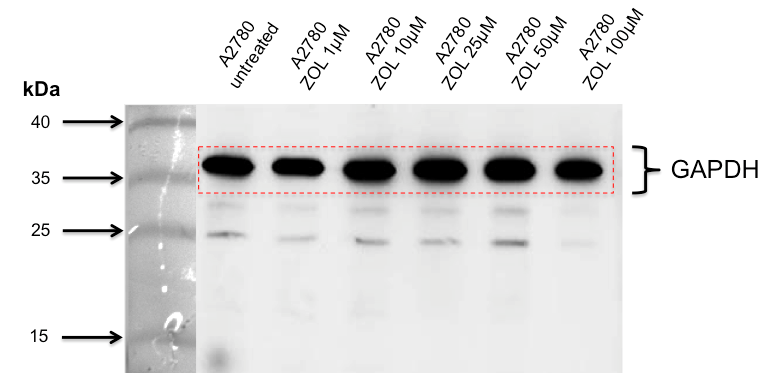 A2780
untreated
A2780
ZOL 1µM
A2780
ZOL 10µM
A2780
ZOL 25µM
A2780
ZOL 50µM
A2780
ZOL 100µM
kDa
40
35
25
15
GAPDH